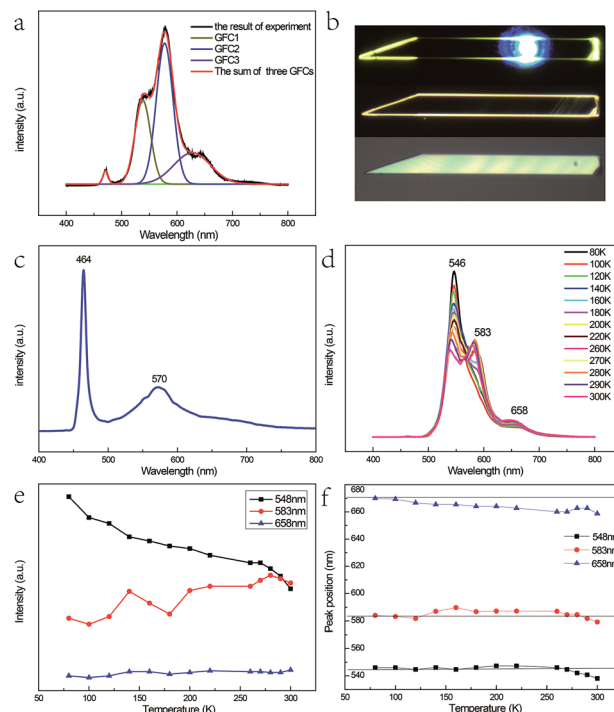 a
the result of experiment
GFC1
GFC2
GFC3
The sum of three GFCs
intensity (a.u.)
400 500 600 700 800
Wavelength (nm)
b
c
464
570
intensity (a.u.)
400 500 600 700 800
Wavelength (nm)
d
546
583
658
80K
100K
120K
140K
160K
180K
200K
220K
260K
270K
280K
290K
300K
intensity (a.u.)
400 500 600 700 800
Wavelength (nm)
e
548nm
583nm
658nm
Intensity (a.u.)
50 100 150 200 250 300
Temperature (K)
f
548nm
583nm
658nm
Peak position (nm)
680
660
640
620
600
580
560
540
50 100 150 200 250 300
Temperature (K)